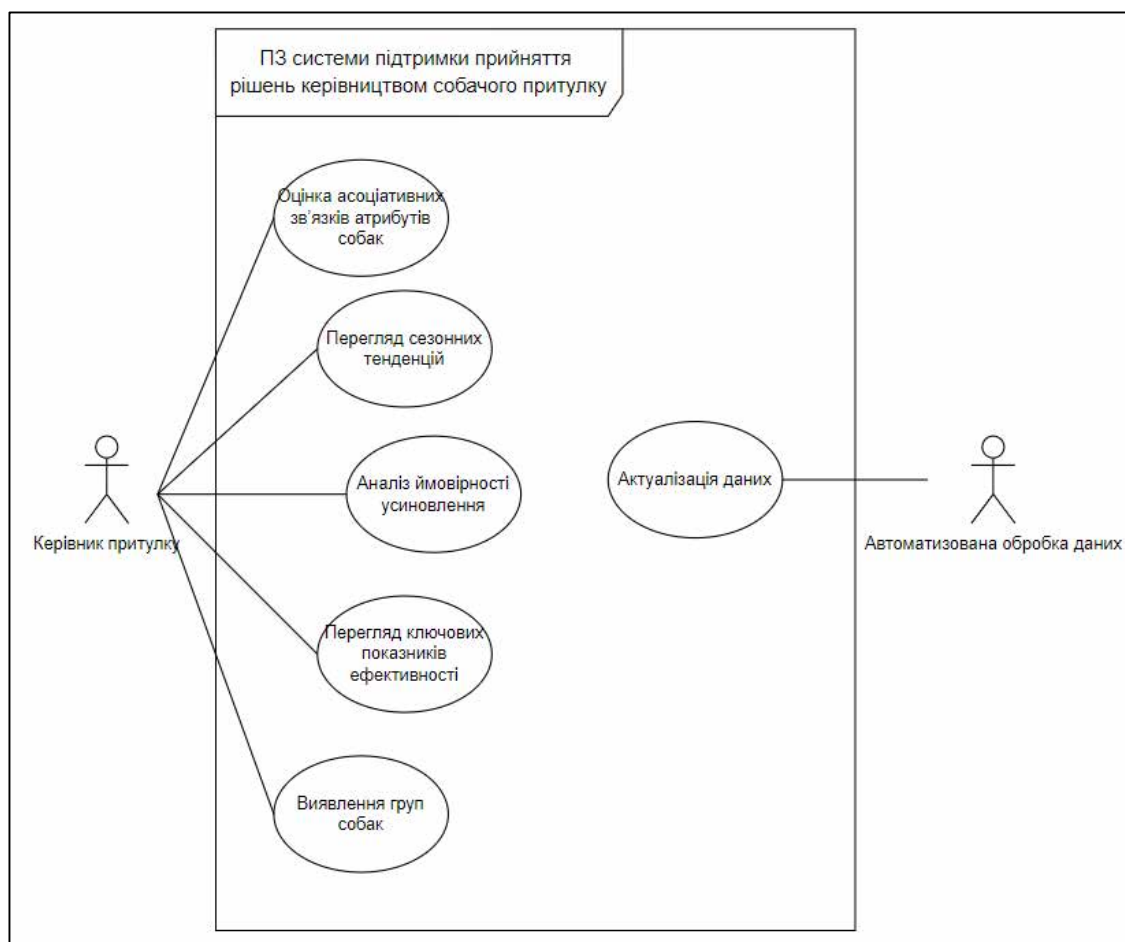 ПЗ системи підтримки прийняття
рішень керівництвом собачого притулку
Оцінка асоціативних
зв'язків атрибутів
собак
Перегляд сезонних
тенденцій
Аналіз ймовірності
усиновлення
Актуалізація даних
Керівник притулку
Автоматизована обробка даних
Перегляд ключових
показників
ефективності
Виявлення груп
собак